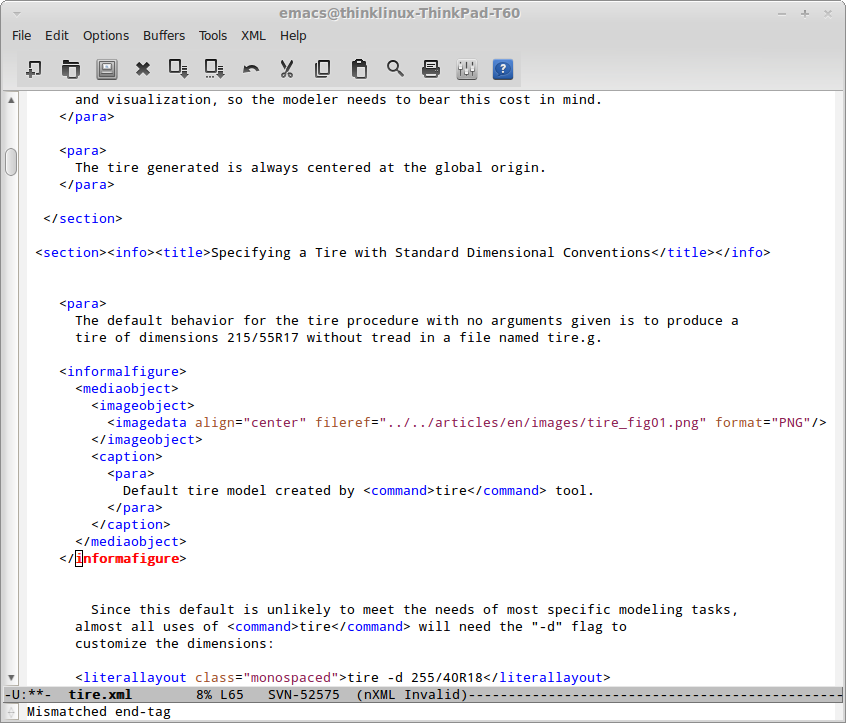 emacs@thinklinux-ThinkPad-T60
File Edit Options Buffers Tools XML Help
and visualization, so the modeler needs to bear this cost in mind.
</para>
<para>
The tire generated is always centered at the global origin.
</para>
</section>
<section><info><title>Specifying a Tire with Standard Dimensional Conventions</title></info>
<para>
The default behavior for the tire procedure with no arguments given is to produce a
tire of dimensions 215/55R17 without tread in a file named tire.g.
<informalfigure>
<mediaobject>
<imageobject>
<imagedata align="center" fileref="../../articles/en/images/tire_fig01.png" format="PNG"/>
</imageobject>
<caption>
<para>
Default tire model created by <command>tire</command> tool.
</para>
</caption>
</mediaobject>
</informafigure>
Since this default is unlikely to meet the needs of most specific modeling tasks,
almost all uses of <command>tire</command> will need the "-d" flag to
customize the dimensions:
<literallayout class="monospaced">tire -d 255/40R18</literallayout>
-U:**- tire.xml 8% L65 SVN-52575 (nXML Invalid)-----------------------------------------------
Mismatched end-tag